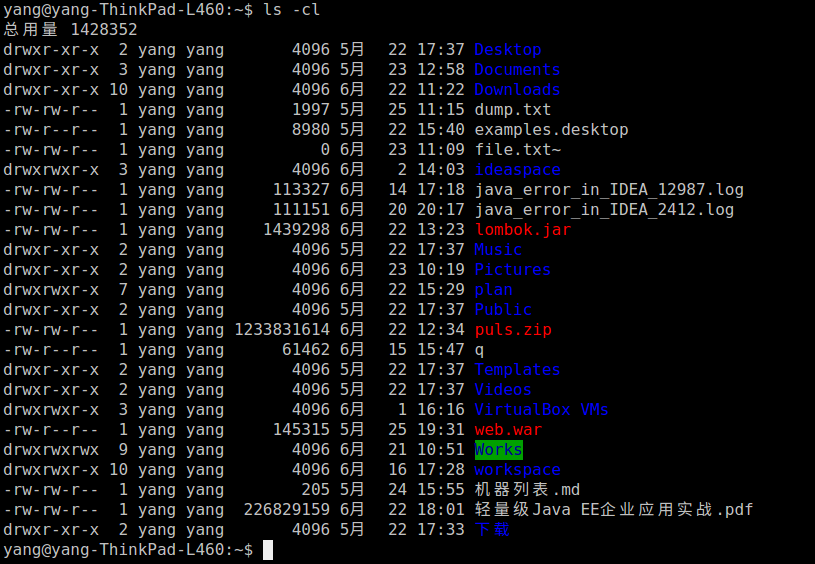 yang@yang-ThinkPad-L460:~$ ls -cl
总用量 1428352
drwxr-xr-x  2 yang yang       4096 5月  22 17:37 Desktop
drwxr-xr-x  3 yang yang       4096 5月  23 12:58 Documents
drwxr-xr-x 10 yang yang       4096 6月  22 11:22 Downloads
-rw-rw-r--  1 yang yang       1997 5月  25 11:15 dump.txt
-rw-r--r--  1 yang yang       8980 5月  22 15:40 examples.desktop
-rw-rw-r--  1 yang yang          0 6月  23 11:09 file.txt~
drwxrwxr-x  3 yang yang       4096 6月   2 14:03 ideaspace
-rw-rw-r--  1 yang yang     113327 6月  14 17:18 java_error_in_IDEA_12987.log
-rw-rw-r--  1 yang yang     111151 6月  20 20:17 java_error_in_IDEA_2412.log
-rw-rw-r--  1 yang yang    1439298 6月  22 13:23 lombok.jar
drwxr-xr-x  2 yang yang       4096 5月  22 17:37 Music
drwxr-xr-x  2 yang yang       4096 6月  23 10:19 Pictures
drwxrwxr-x  7 yang yang       4096 6月  22 15:29 plan
drwxr-xr-x  2 yang yang       4096 5月  22 17:37 Public
-rw-rw-r--  1 yang yang 1233831614 6月  22 12:34 puls.zip
-rw-r--r--  1 yang yang      61462 6月  15 15:47 q
drwxr-xr-x  2 yang yang       4096 5月  22 17:37 Templates
drwxr-xr-x  2 yang yang       4096 5月  22 17:37 Videos
drwxrwxr-x  3 yang yang       4096 6月   1 16:16 VirtualBox VMs
-rw-r--r--  1 yang yang     145315 5月  25 19:31 web.war
drwxrwxrwx  9 yang yang       4096 6月  21 10:51 Works
drwxrwxr-x 10 yang yang       4096 6月  16 17:28 workspace
-rw-rw-r--  1 yang yang        205 5月  24 15:55 机器列表.md
-rw-rw-r--  1 yang yang  226829159 6月  22 18:01 轻量级Java EE企业应用实战.pdf
drwxr-xr-x  2 yang yang       4096 5月  22 17:33 下载
yang@yang-ThinkPad-L460:~$